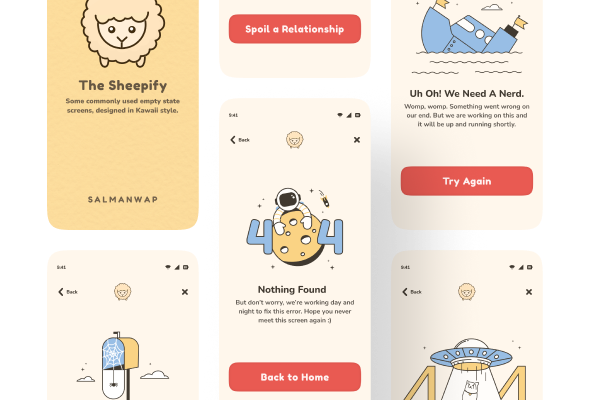 The Sheepify
Some commonly used empty state
screens, designed in Kawaii style.
SALMANWAP
9:41
Back
Spoil a Relationship
9:41
Back
4 4
Nothing Found
But don't worry, we're working day and
night to fix this error. Hope you never
meet this screen again :)
Back to Home
Uh Oh! We Need A Nerd.
Womp, womp. Something went wrong on
our end. But we are working on this and
it will be up and running shortly.
Try Again
9:41
Back
4 4